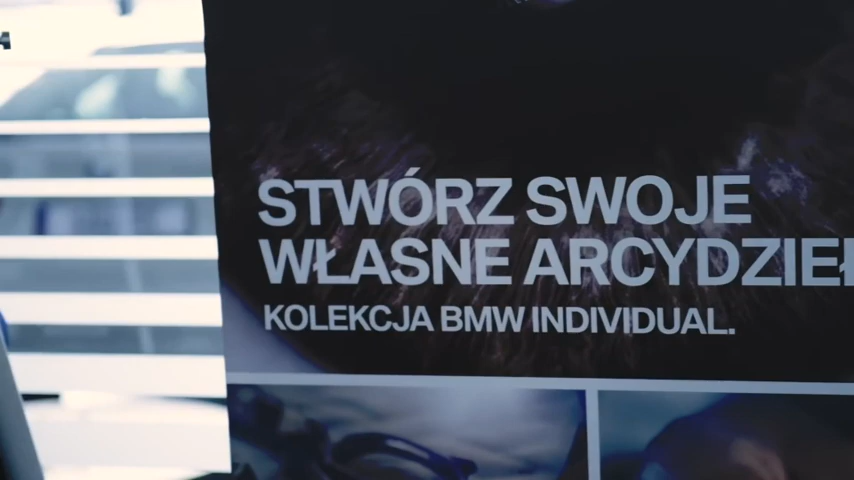 STWÓRZ SWOJE
WŁASNE ARCYDZIEŁ
KOLEKCJA BMW INDIVIDUAL.